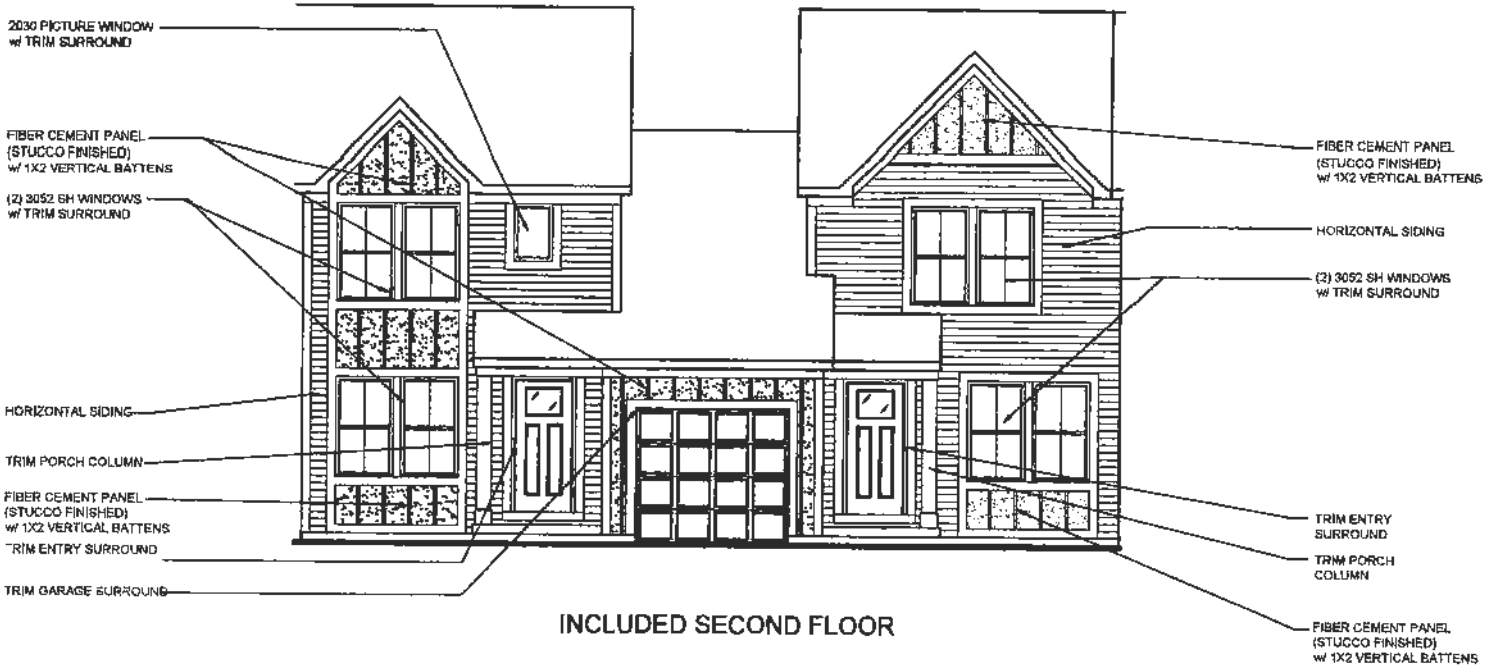 2030 PICTURE WINDOW
w/ TRIM SURROUND
FIBER CEMENT PANEL
(STUCCO FINISHED)
w/ 1X2 VERTICAL BATTENS
(2) 3052 SH WINDOWS
w/ TRIM SURROUND
HORIZONTAL SIDING
TRIM PORCH COLUMN
FIBER CEMENT PANEL
(STUCCO FINISHED)
w/ 1X2 VERTICAL BATTENS
TRIM ENTRY SURROUND
TRIM GARAGE SURROUND
FIBER CEMENT PANEL
(STUCCO FINISHED)
w/ 1X2 VERTICAL BATTENS
HORIZONTAL SIDING
(2) 3052 SH WINDOWS
w/ TRIM SURROUND
TRIM ENTRY
SURROUND
TRIM PORCH
COLUMN
FIBER CEMENT PANEL
(STUCCO FINISHED)
w/ 1X2 VERTICAL BATTENS
INCLUDED SECOND FLOOR